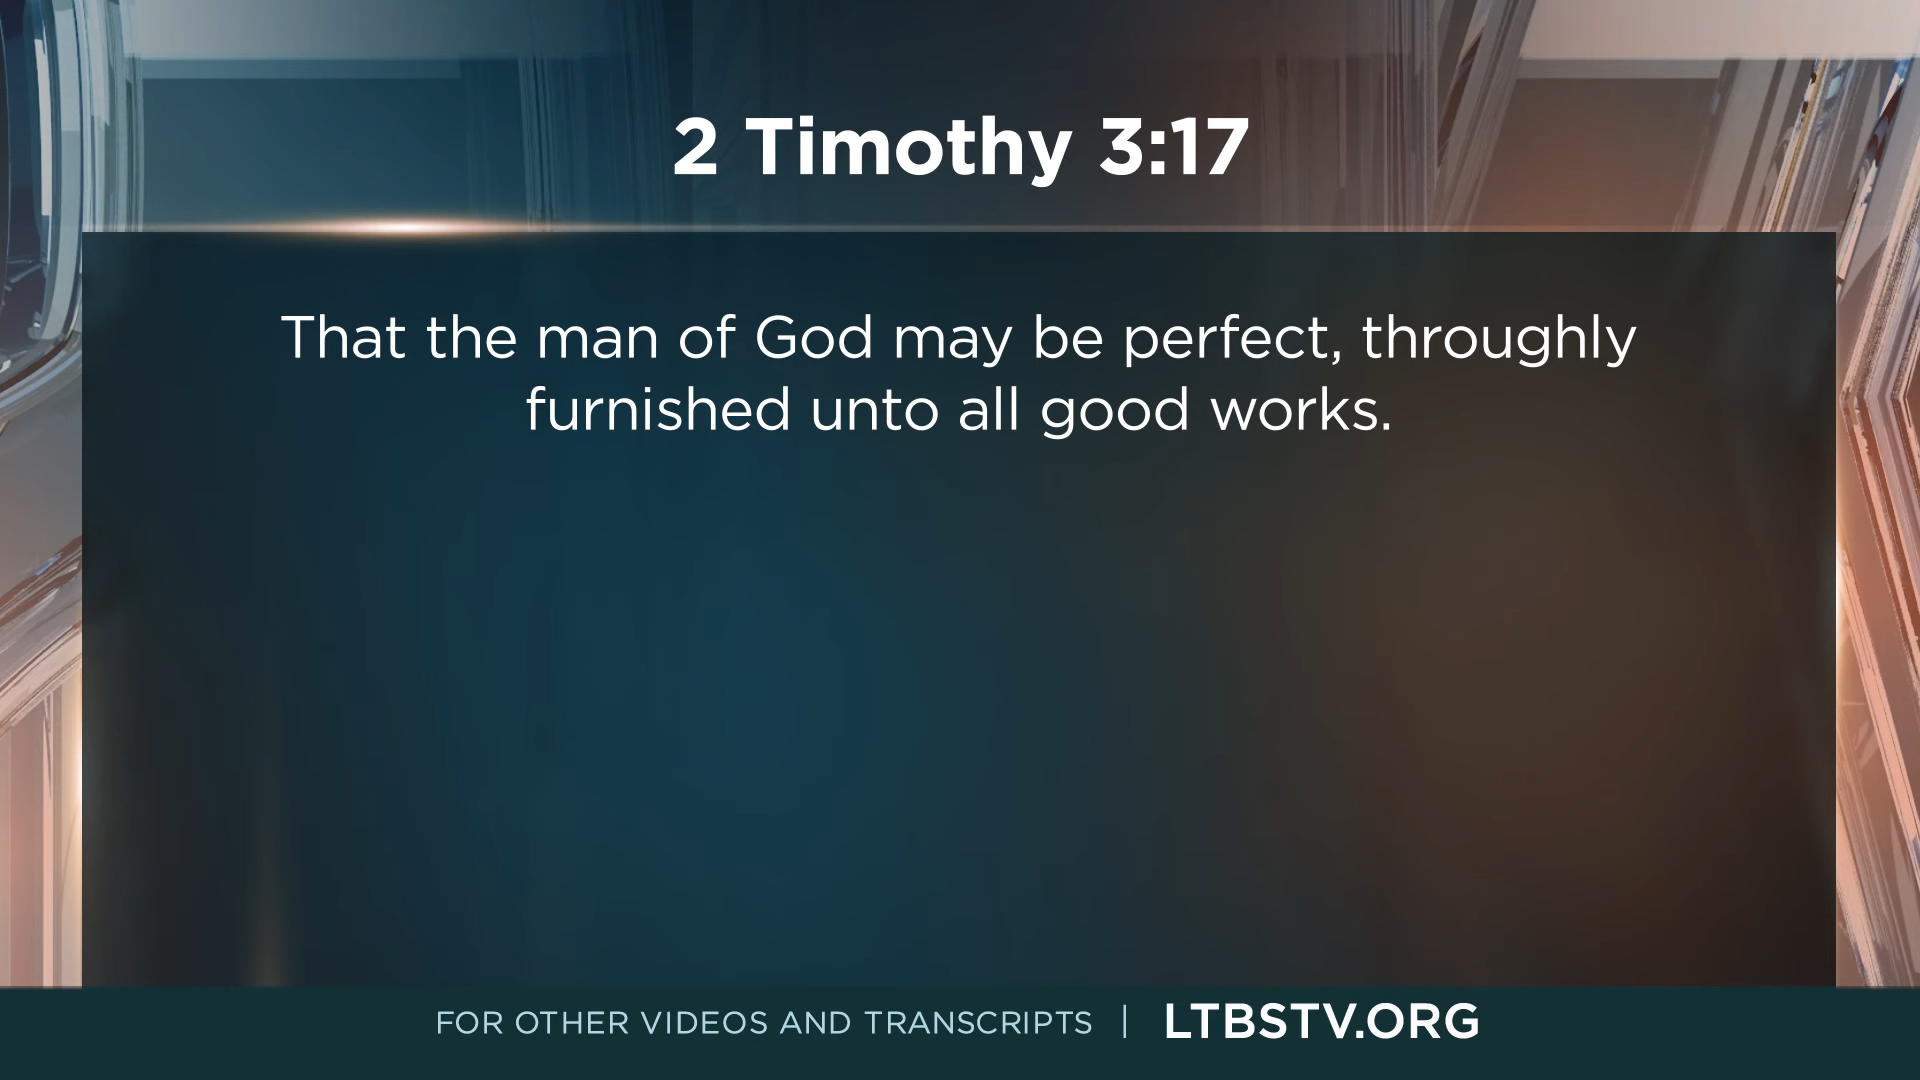 2 Timothy 3:17
That the man of God may be perfect, throughly
furnished unto all good works.
FOR OTHER VIDEOS AND TRANSCRIPTS | LTBSTV.ORG